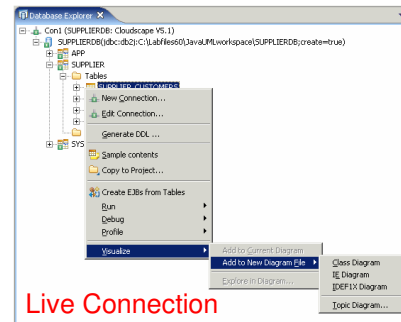 Database Explorer
Con1 (SUPPLIERDB: Cloudscape V5.1)
SUPPLIERDB(jdbc:db2j:C:\Labfiles60\JavaUMLworkspace\SUPPLIERDB;create=true)
APP
SUPPLIER
Tables
SUPPLIER.CUSTOMERS
New Connection...
Edit Connection...
Generate DDL ...
SYS
Sample contents
Copy to Project...
Create EJBs from Tables
Run
Debug
Profile
Visualize
Add to Current Diagram
Add to New Diagram File
Class Diagram
Explore in Diagram...
IE Diagram
IDEF1X Diagram
Topic Diagram...
Live Connection